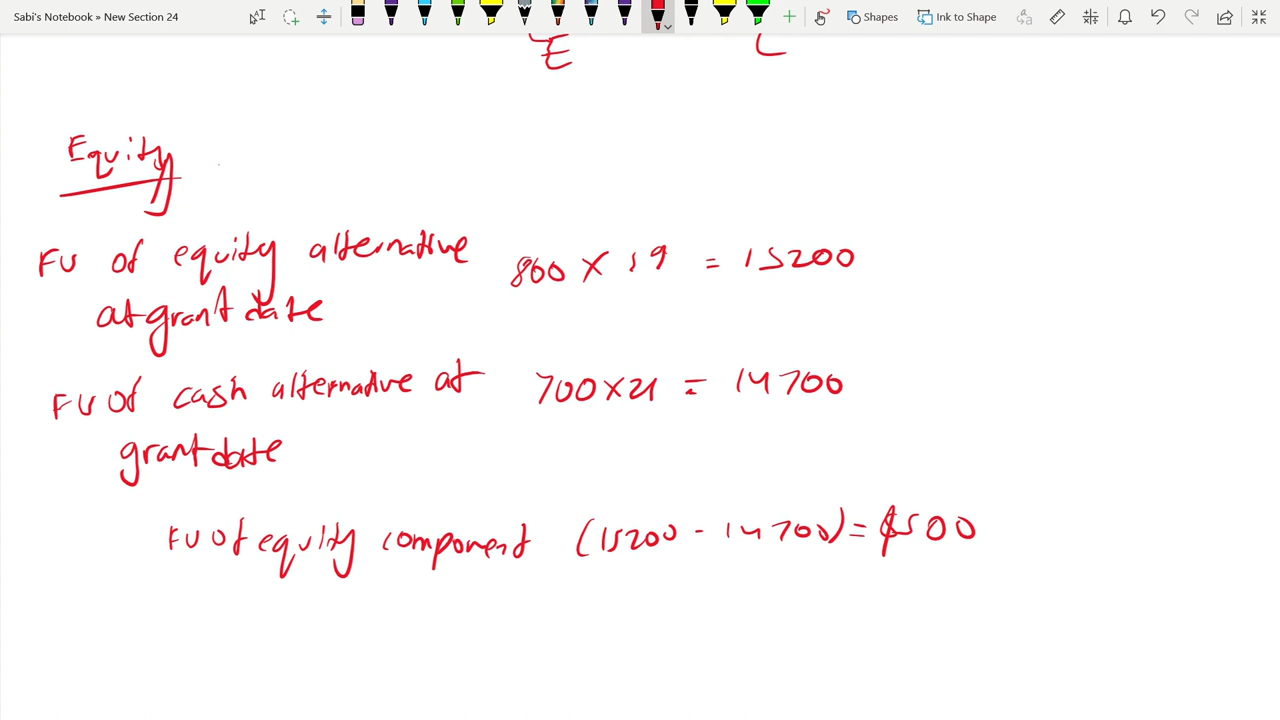 Sabi's Notebook » New Section 24
Shapes
Ink to Shape
E
L
Equity
FV of equity alternative 800 × 19 = 15200
at grant date
FV of cash alternative at 700 × 21 = 14700
grant date
FV of equity component (15200 - 14700) = $500